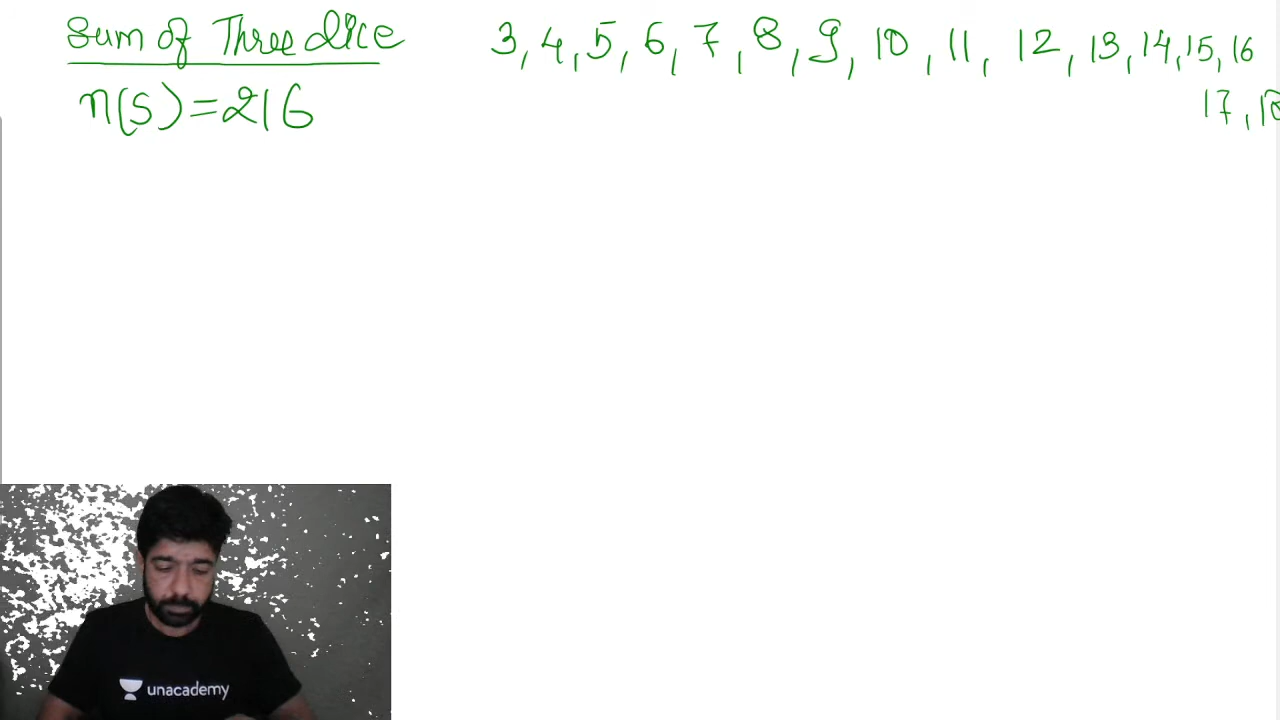 Sum of Three dice
3, 4, 5, 6, 7, 8, 9, 10, 11, 12, 13, 14, 15, 16
17, 18
n(S) = 216
unacademy